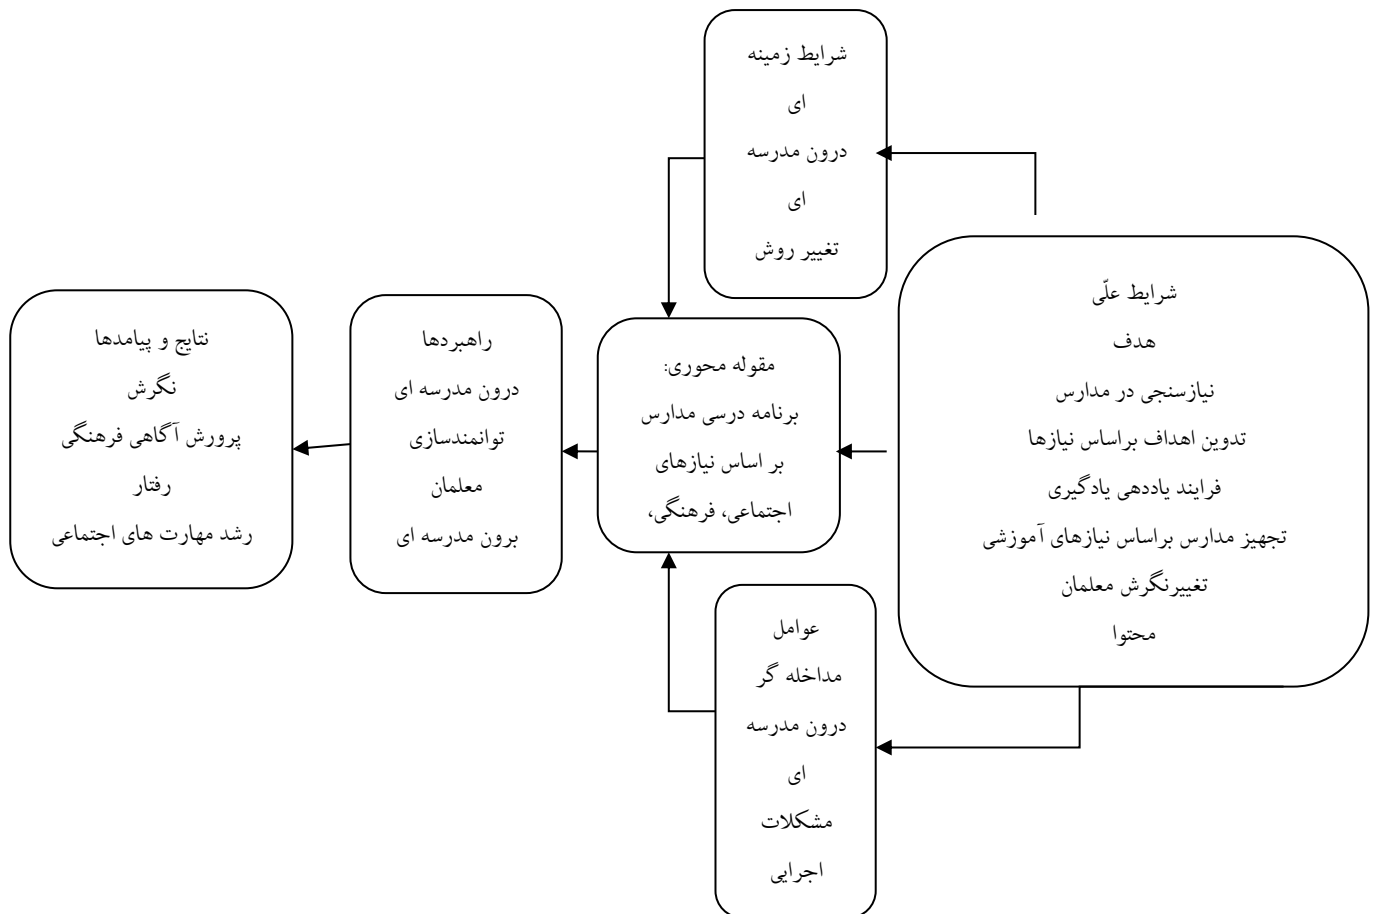 شرایط زمینه
ای
درون مدرسه
ای
تغییر روش
شرایط علّی
هدف
نیازسنجی در مدارس
تدوین اهداف براساس نیازها
فرایند یاددهی یادگیری
تجهیز مدارس براساس نیازهای آموزشی
تغییرنگرش معلمان
محتوا
مقوله محوری:
برنامه درسی مدارس
بر اساس نیازهای
اجتماعی، فرهنگی،
راهبردها
درون مدرسه ای
توانمندسازی
معلمان
برون مدرسه ای
نتایج و پیامدها
نگرش
پرورش آگاهی فرهنگی
رفتار
رشد مهارت های اجتماعی
عوامل
مداخله گر
درون مدرسه
ای
مشکلات
اجرایی